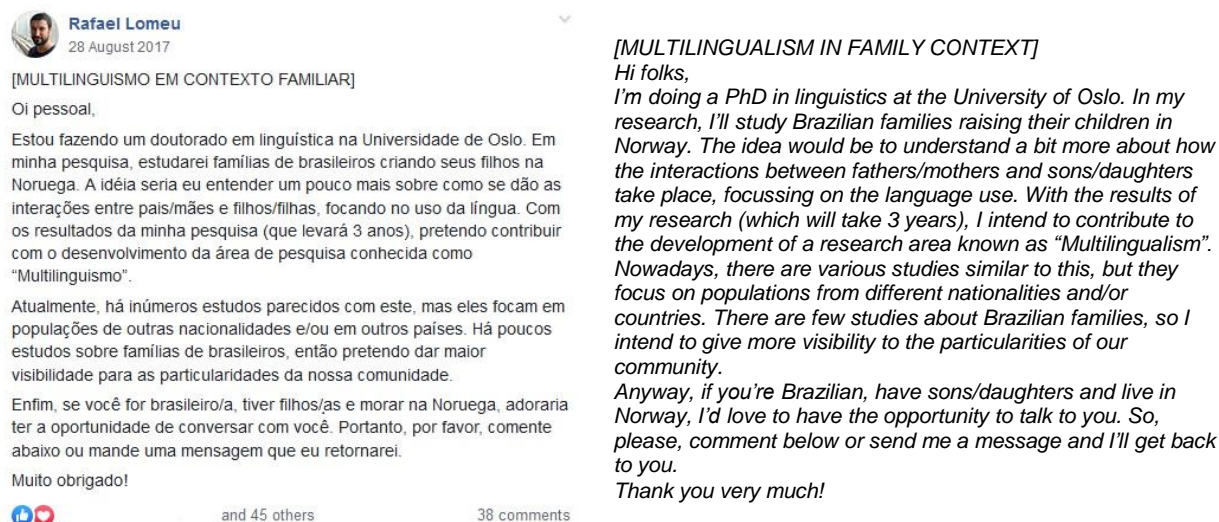 Rafael Lomeu
28 August 2017
[MULTILINGUISMO EM CONTEXTO FAMILIAR]
Oi pessoal,
Estou fazendo um doutorado em linguística na Universidade de Oslo. Em
minha pesquisa, estudarei famílias de brasileiros criando seus filhos na
Noruega. A idéia seria eu entender um pouco mais sobre como se dão as
interações entre pais/mães e filhos/filhas, focando no uso da língua. Com
os resultados da minha pesquisa (que levará 3 anos), pretendo contribuir
com o desenvolvimento da área de pesquisa conhecida como
“Multilinguismo”.
Atualmente, há inúmeros estudos parecidos com este, mas eles focam em
populações de outras nacionalidades e/ou em outros países. Há poucos
estudos sobre famílias de brasileiros, então pretendo dar maior
visibilidade para as particularidades da nossa comunidade.
Enfim, se você for brasileiro/a, tiver filhos/as e morar na Noruega, adoraria
ter a oportunidade de conversar com você. Portanto, por favor, comente
abaixo ou mande uma mensagem que eu retornarei.
Muito obrigado!
and 45 others
38 comments
[MULTILINGUALISM IN FAMILY CONTEXT]
Hi folks,
I’m doing a PhD in linguistics at the University of Oslo. In my
research, I’ll study Brazilian families raising their children in
Norway. The idea would be to understand a bit more about how
the interactions between fathers/mothers and sons/daughters
take place, focussing on the language use. With the results of
my research (which will take 3 years), I intend to contribute to
the development of a research area known as “Multilingualism”.
Nowadays, there are various studies similar to this, but they
focus on populations from different nationalities and/or
countries. There are few studies about Brazilian families, so I
intend to give more visibility to the particularities of our
community.
Anyway, if you’re Brazilian, have sons/daughters and live in
Norway, I’d love to have the opportunity to talk to you. So,
please, comment below or send me a message and I’ll get back
to you.
Thank you very much!